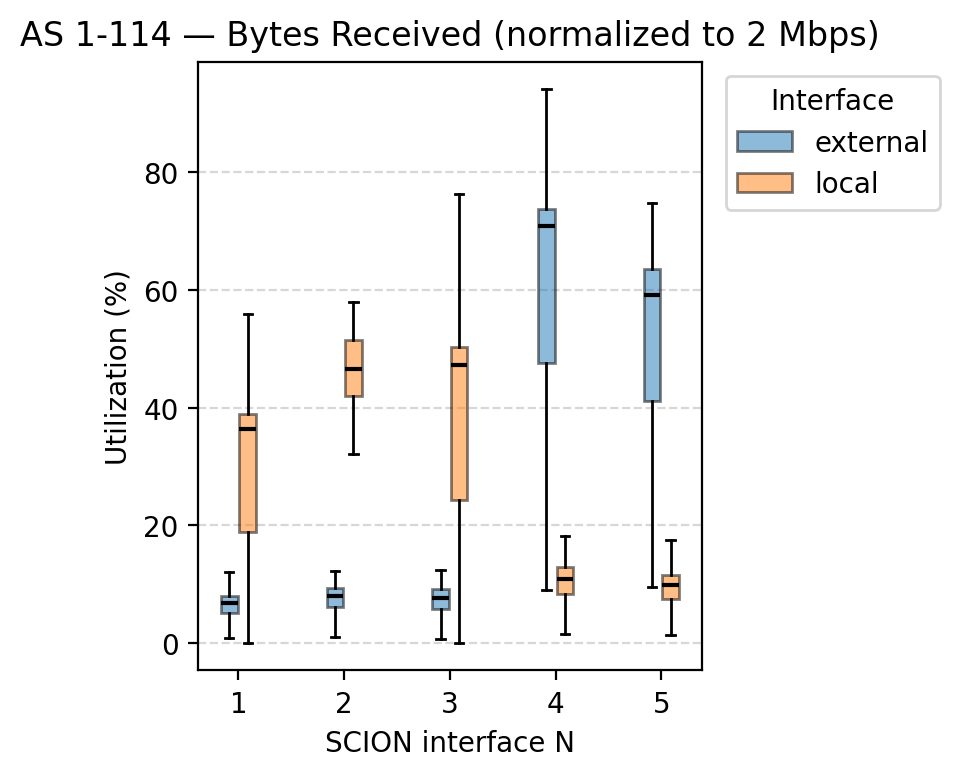 AS 1-114 — Bytes Received (normalized to 2 Mbps)
Interface
external
local
Utilization (%)
80
60
40
20
0
1 2 3 4 5
SCION interface N